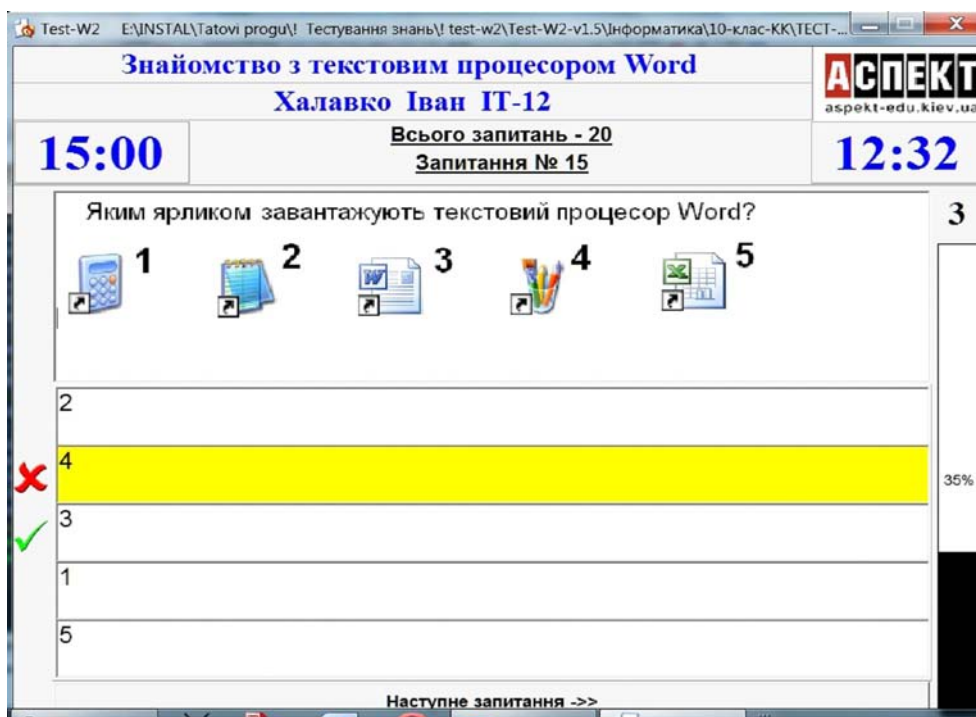 Test-W2 E:\INSTAL\Tatovi progu\! Тестування знань\! test-w2\Test-W2-v1.5\Інформатика\10-клас-КК\ТЕСТ-...
Знайомство з текстовим процесором Word
АСПЕКТ
aspekt-edu.kiev.ua
Халавко Іван ІТ-12
15:00
Всього запитань - 20
Запитання № 15
12:32
Яким ярликом завантажують текстовий процесор Word?
3
1 2 3 4 5
2
4
35%
3
1
5
Наступне запитання ->>